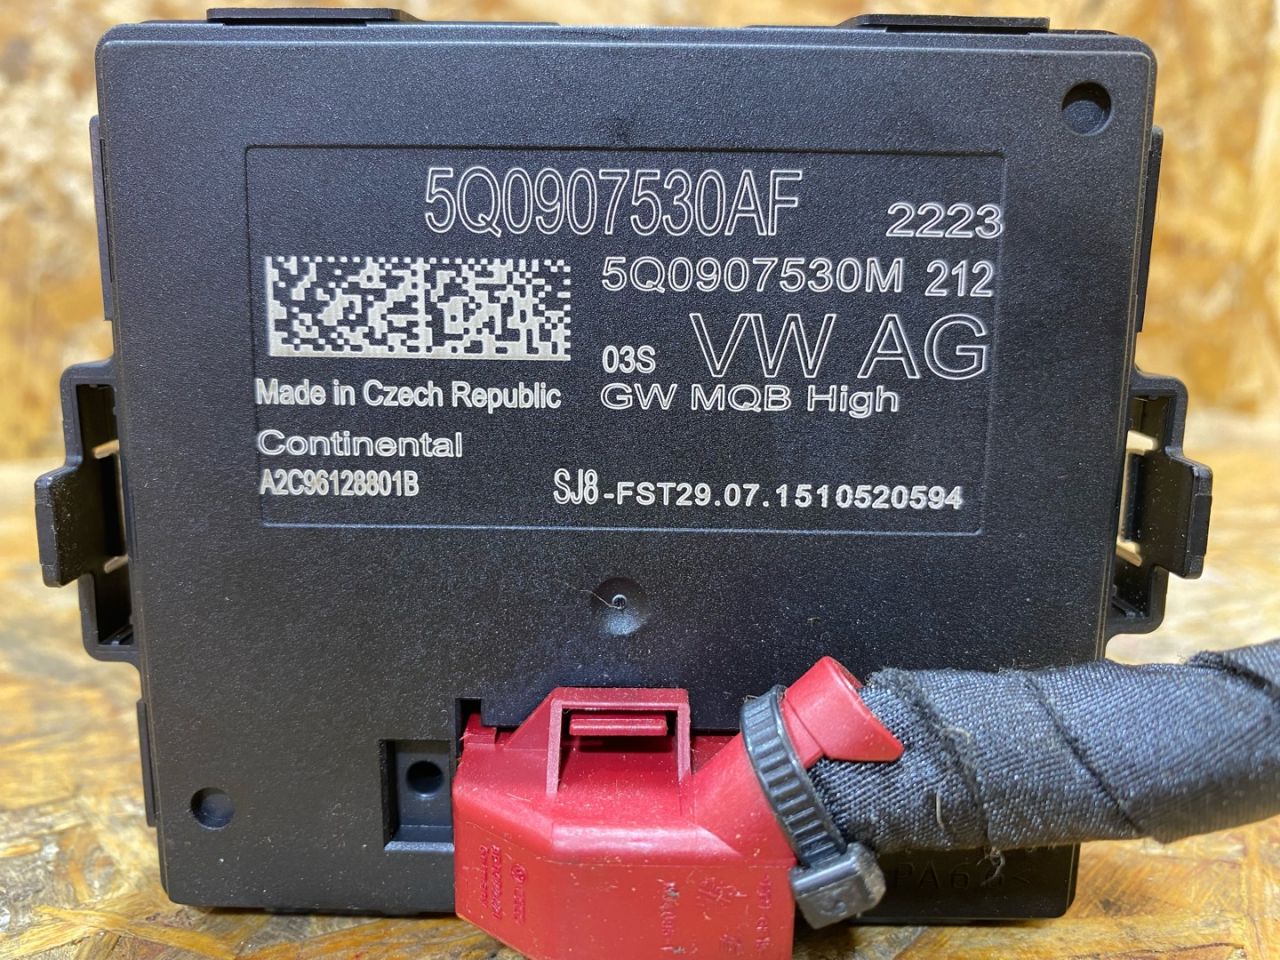 5Q0907530AF 2223
5Q0907530M 212
03S VW AG
GW MQB High
Made in Czech Republic
Continental
A2C96128801B
SJ8-FST29.07.1510520594